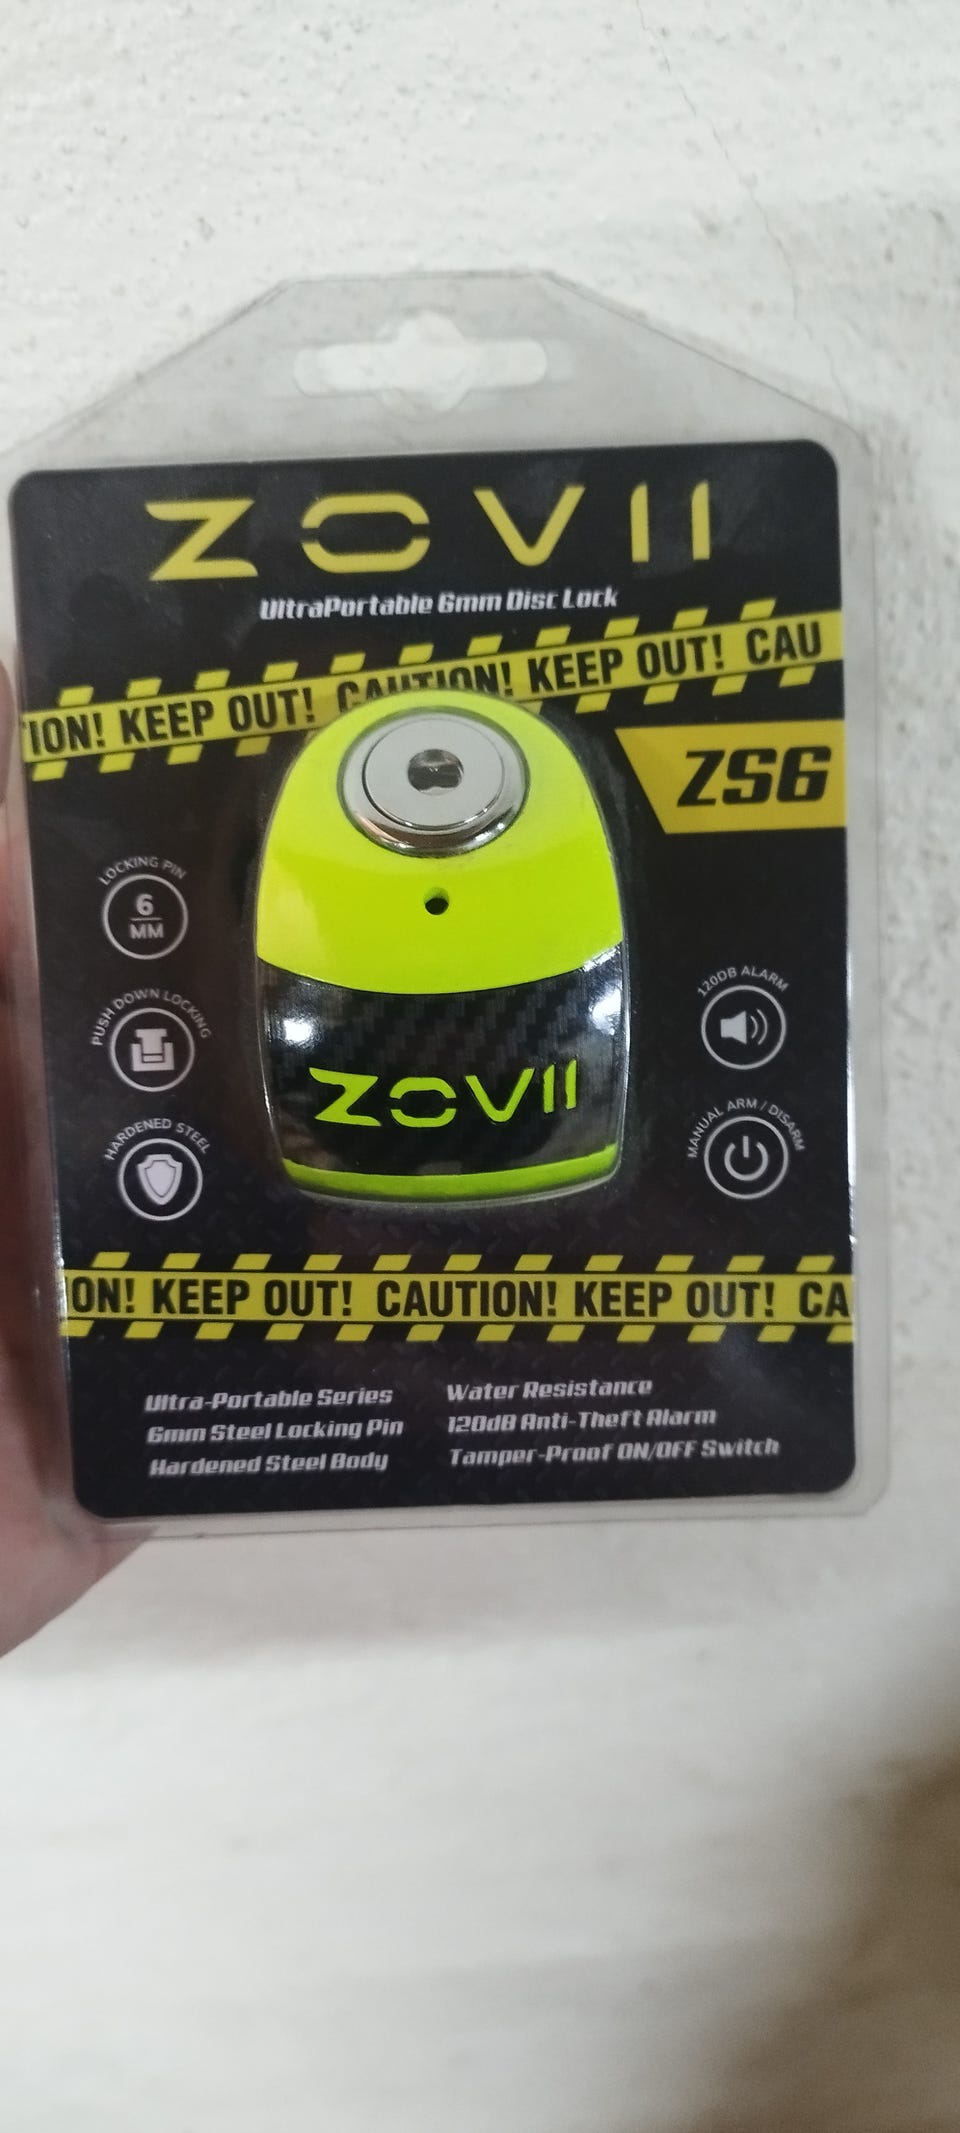 ZOVII
UltraPortable 6mm Disc Lock
ION! KEEP OUT! CAUTION! KEEP OUT! CAU
ZS6
LOCKING PIN
6
MM
PUSH DOWN LOCKING
HARDENED STEEL
120DB ALARM
MANUAL ARM / DISARM
ZOVII
ON! KEEP OUT! CAUTION! KEEP OUT! CA
Ultra-Portable Series
6mm Steel Locking Pin
Hardened Steel Body
Water Resistance
120dB Anti-Theft Alarm
Tamper-Proof ON/OFF Switch